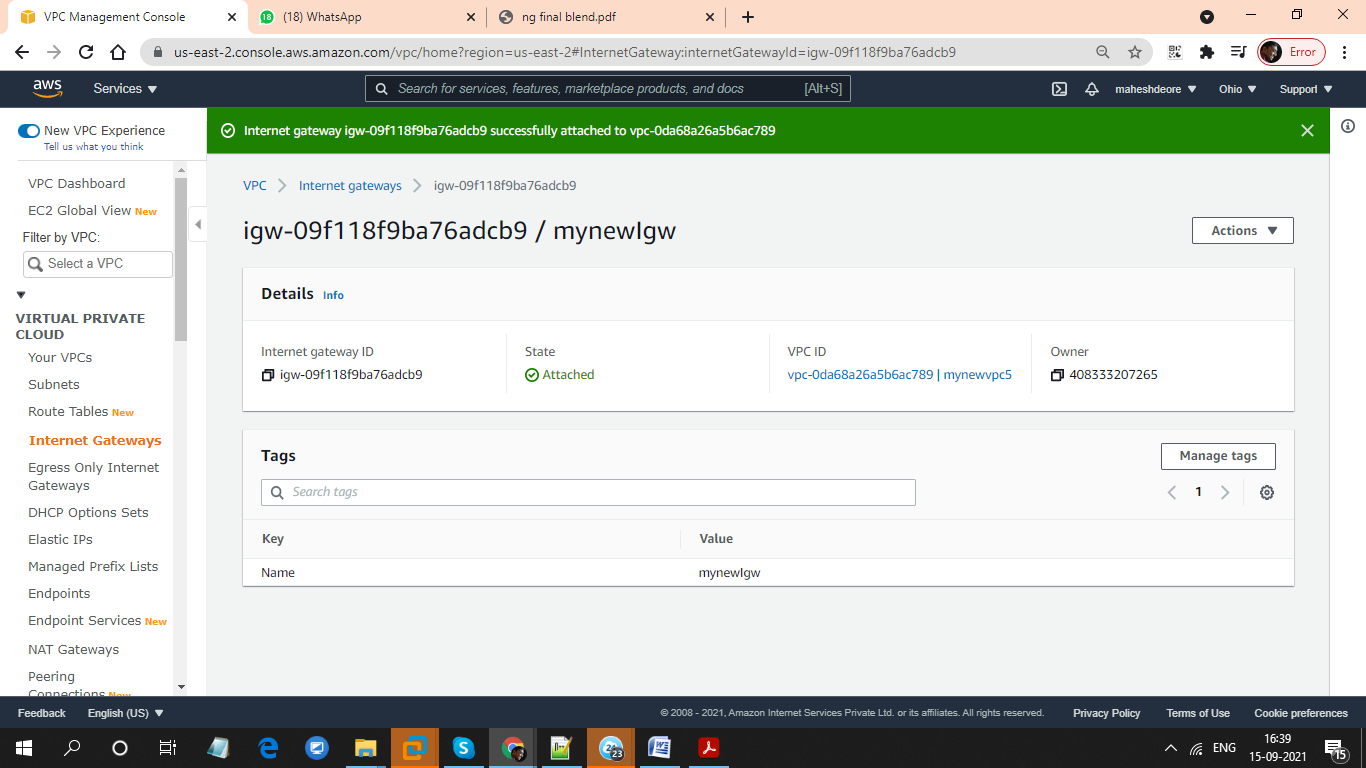 VPC Management Console
(18) WhatsApp
ng final blend.pdf
us-east-2.console.aws.amazon.com/vpc/home?region=us-east-2#InternetGateway:internetGatewayId=igw-09f118f9ba76adcb9
Error
aws
Services
Search for services, features, marketplace products, and docs
[Alt+S]
maheshdeore
Ohio
Support
New VPC Experience
Tell us what you think
VPC Dashboard
EC2 Global View New
Filter by VPC:
Select a VPC
VIRTUAL PRIVATE
CLOUD
Your VPCs
Subnets
Route Tables New
Internet Gateways
Egress Only Internet
Gateways
DHCP Options Sets
Elastic IPs
Managed Prefix Lists
Endpoints
Endpoint Services New
NAT Gateways
Peering
Connections New
Internet gateway igw-09f118f9ba76adcb9 successfully attached to vpc-0da68a26a5b6ac789
VPC
Internet gateways
igw-09f118f9ba76adcb9
igw-09f118f9ba76adcb9 / mynewIgw
Actions
Details Info
Internet gateway ID
igw-09f118f9ba76adcb9
State
Attached
VPC ID
vpc-0da68a26a5b6ac789 | mynewvpc5
Owner
408333207265
Tags
Manage tags
Search tags
1
Key
Value
Name
mynewIgw
Feedback
English (US)
© 2008 - 2021, Amazon Internet Services Private Ltd. or its affiliates. All rights reserved.
Privacy Policy
Terms of Use
Cookie preferences
ENG
16:39
15-09-2021
15